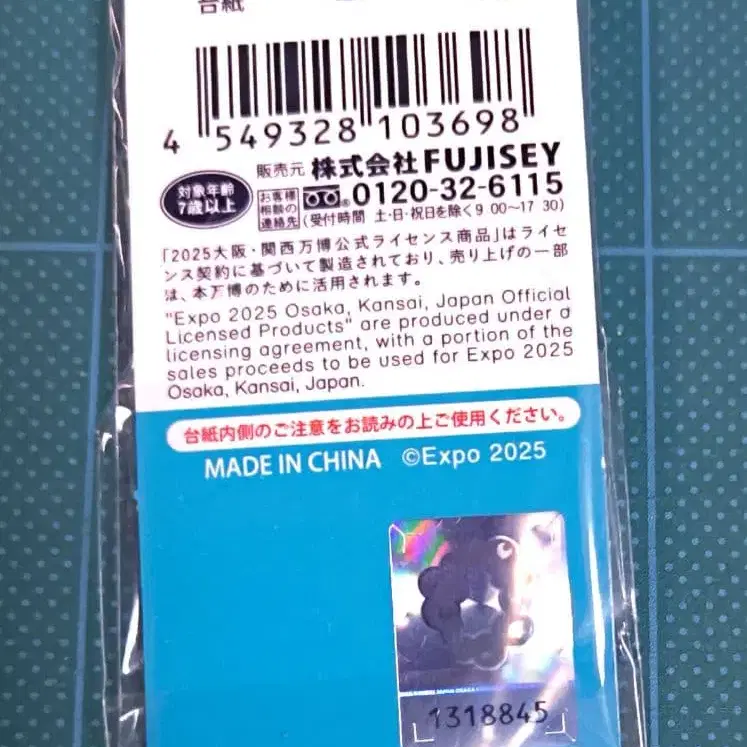 台紙
4 549328 103698
販売元 株式会社FUJISEY
対象年齢
7歳以上
お客様
相談の
連絡先
0120-32-6115
(受付時間 土・日・祝日を除く9:00～17:30)
「2025大阪・関西万博公式ライセンス商品」はライセ
ンス契約に基づいて製造されており、売り上げの一部
は、本万博のために活用されます。
"Expo 2025 Osaka, Kansai, Japan Official
Licensed Products" are produced under a
licensing agreement, with a portion of the
sales proceeds to be used for Expo 2025
Osaka, Kansai, Japan.
台紙内側のご注意をお読みの上ご使用ください。
MADE IN CHINA ©Expo 2025
1318845